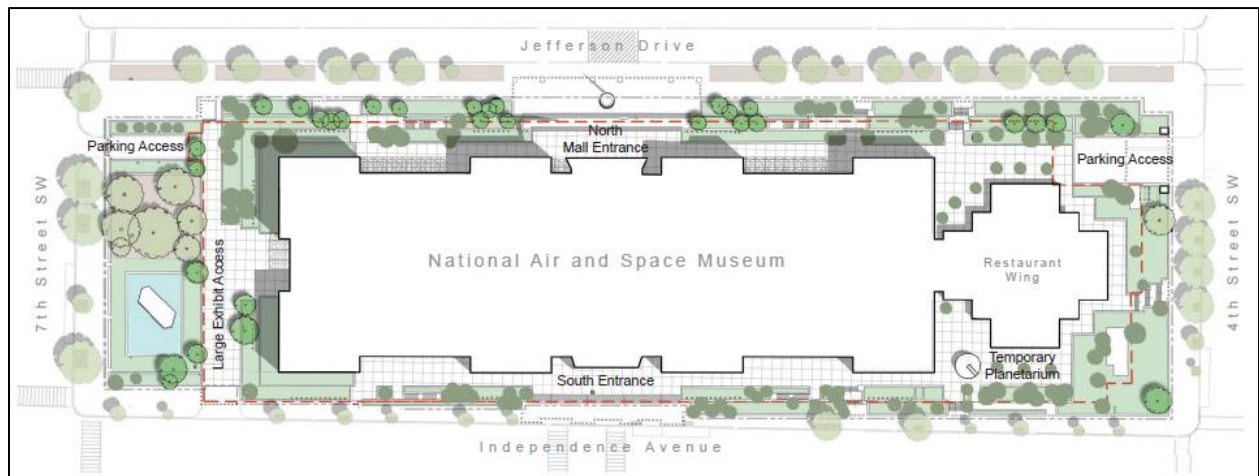 Jefferson Drive
North
Mall Entrance
Parking Access
Parking Access
7th Street SW
Large Exhibit Access
National Air and Space Museum
Restaurant
Wing
4th Street SW
Temporary
Planetarium
South Entrance
Independence Avenue